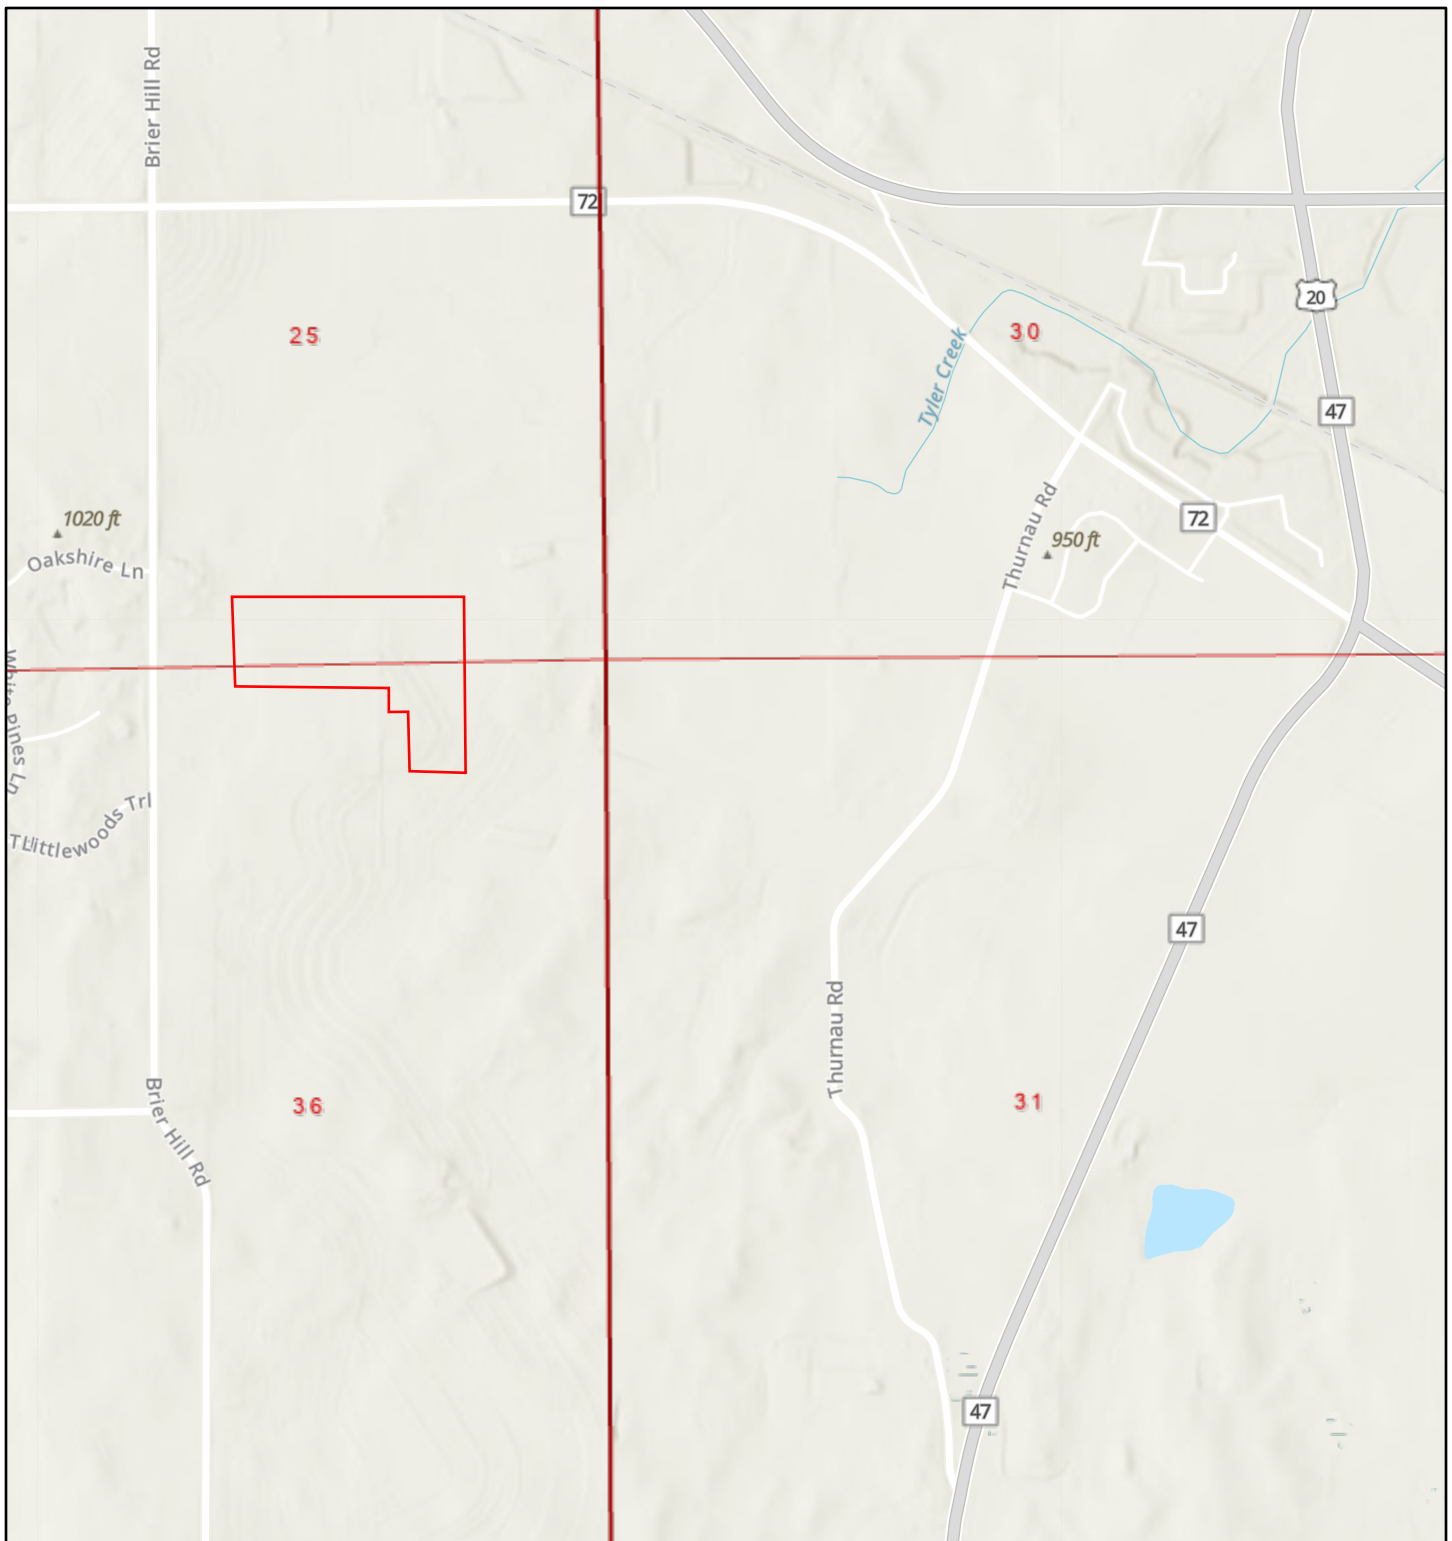 Brier Hill Rd
72
20
25
30
Tyler Creek
47
1020 ft
Oakshire Ln
Thurnau Rd
950 ft
72
White Pines Ln
Littlewoods Trl
47
Thurnau Rd
Brier Hill Rd
36
31
47